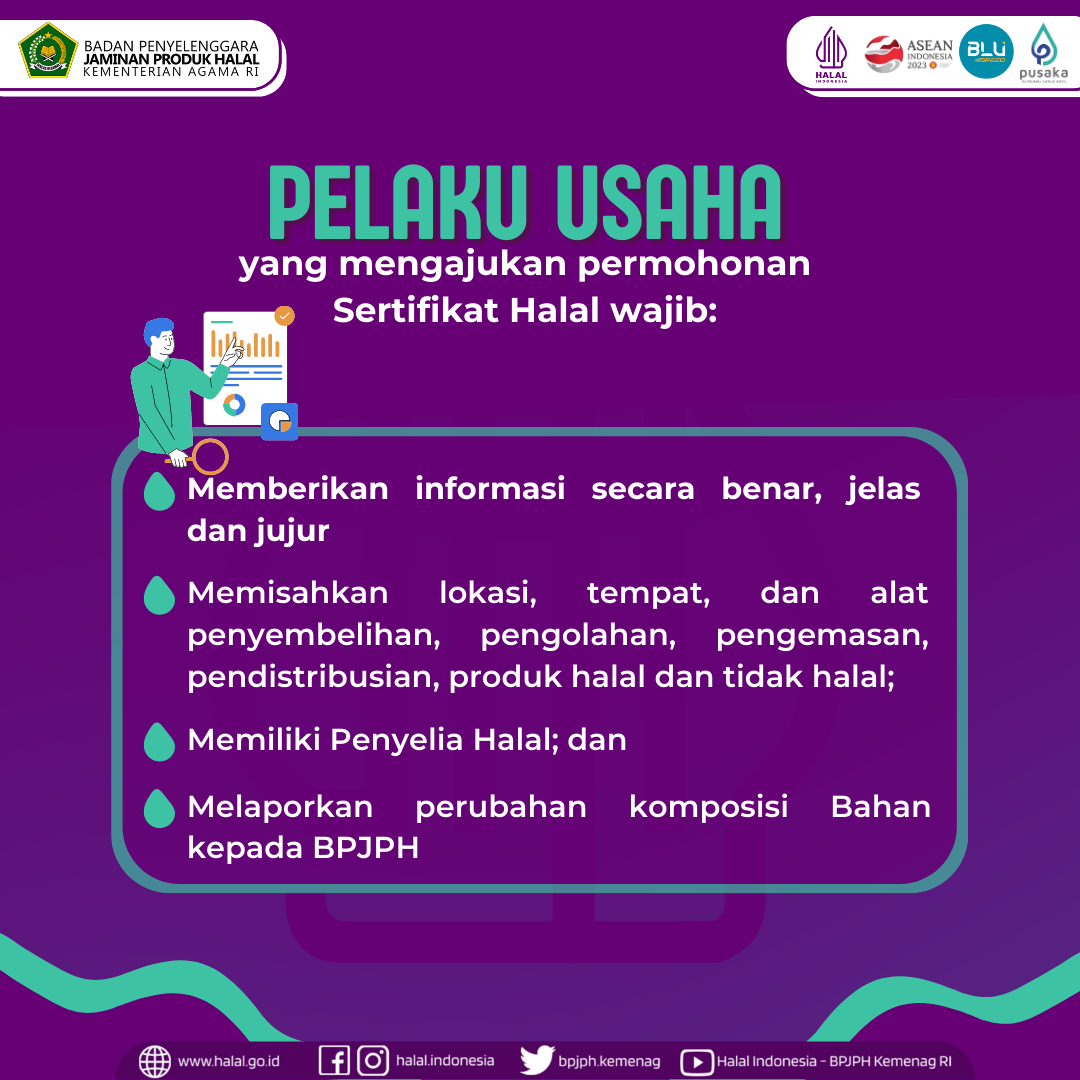 BADAN PENYELENGGARA
JAMINAN PRODUK HALAL
KEMENTERIAN AGAMA RI
HALAL
INDONESIA
ASEAN
INDONESIA
2023
BLU
SPEED
pusaka
PELAKU USAHA
yang mengajukan permohonan
Sertifikat Halal wajib:
Memberikan informasi secara benar, jelas
dan jujur
Memisahkan lokasi, tempat, dan alat
penyembelihan, pengolahan, pengemasan,
pendistribusian, produk halal dan tidak halal;
Memiliki Penyelia Halal; dan
Melaporkan perubahan komposisi Bahan
kepada BPJPH
www.halal.go.id
halal.indonesia
bpjph.kemenag
Halal Indonesia - BPJPH Kemenag RI